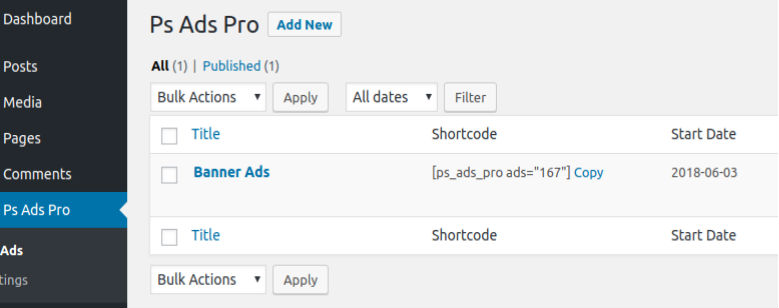 Dashboard
Posts
Media
Pages
Comments
Ps Ads Pro
Ads
tings
Ps Ads Pro Add New
All (1) | Published (1)
Bulk Actions Apply All dates Filter
Title Shortcode Start Date
Banner Ads [ps_ads_pro ads="167"] Copy 2018-06-03
Title Shortcode Start Date
Bulk Actions Apply